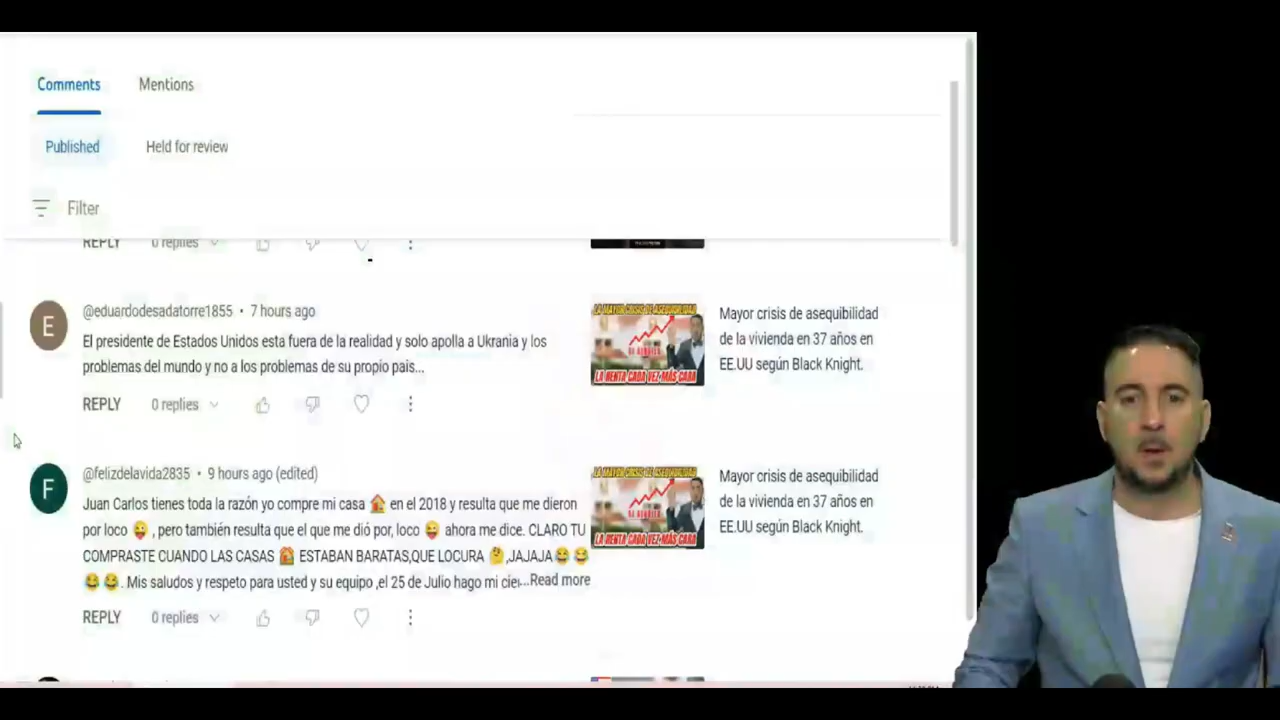 Comments
Mentions
Published
Held for review
Filter
REPLY
0 replies
@eduardodesadatorre1855 • 7 hours ago
El presidente de Estados Unidos esta fuera de la realidad y solo apolla a Ukrania y los
problemas del mundo y no a los problemas de su propio pais...
REPLY
0 replies
LA MAYOR CRISIS DE ASEQUIBILIDAD
LA RENTA CADA VEZ MÁS CARA
Mayor crisis de asequibilidad
de la vivienda en 37 años en
EE.UU según Black Knight.
@felizdelavida2835 • 9 hours ago (edited)
Juan Carlos tienes toda la razón yo compre mi casa 🏠 en el 2018 y resulta que me dieron
por loco 😜 , pero también resulta que el que me dió por, loco 😜 ahora me dice. CLARO TU
COMPRASTE CUANDO LAS CASAS 🏠 ESTABAN BARATAS,QUE LOCURA 🤔,JAJAJA😂😂
😂😂. Mis saludos y respeto para usted y su equipo ,el 25 de Julio hago mi cie...Read more
REPLY
0 replies
LA MAYOR CRISIS DE ASEQUIBILIDAD
LA RENTA CADA VEZ MÁS CARA
Mayor crisis de asequibilidad
de la vivienda en 37 años en
EE.UU según Black Knight.